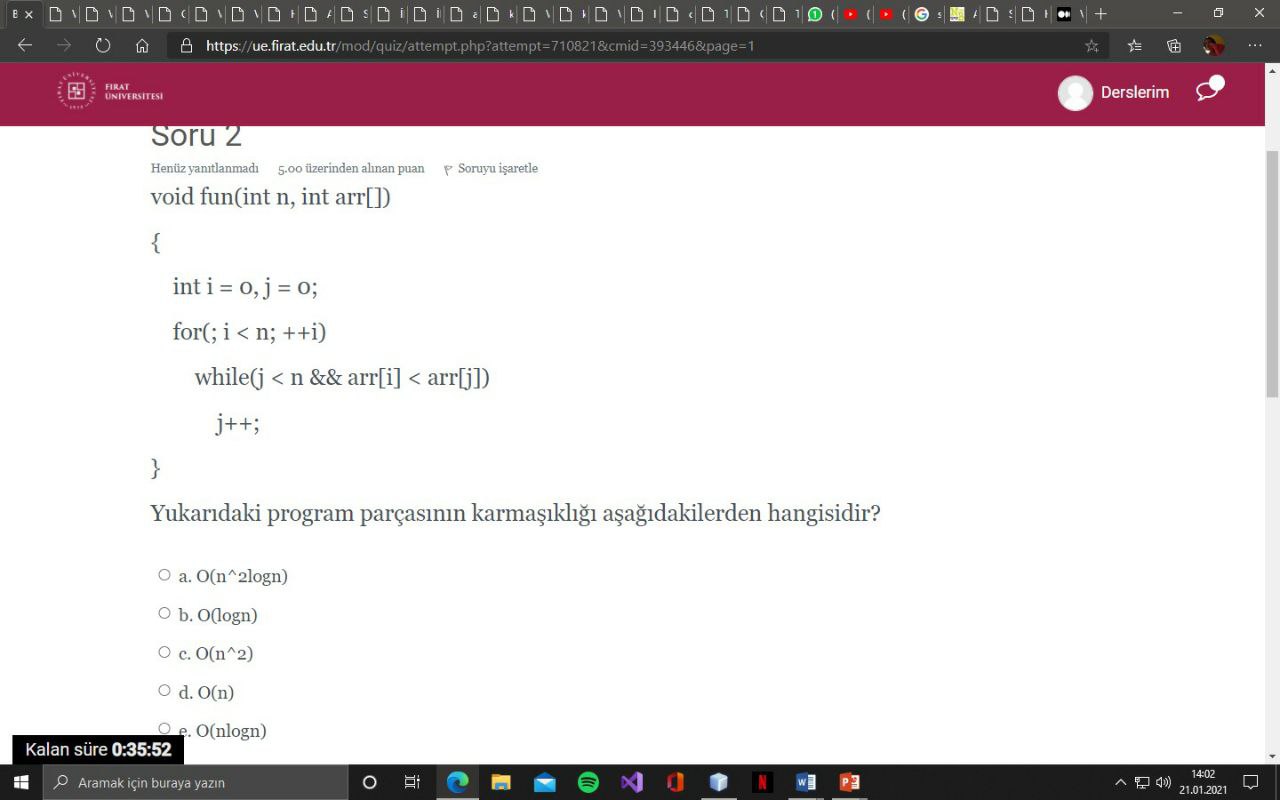 https://ue.firat.edu.tr/mod/quiz/attempt.php?attempt=710821&cmid=393446&page=1
FIRAT
ÜNİVERSİTESİ
Derslerim
Soru 2
Henüz yanıtlanmadı 5.00 üzerinden alınan puan Soruyu işaretle
void fun(int n, int arr[])
{
int i = 0, j = 0;
for(; i < n; ++i)
while(j < n && arr[i] < arr[j])
j++;
}
Yukarıdaki program parçasının karmaşıklığı aşağıdakilerden hangisidir?
a. O(n^2logn)
b. O(logn)
c. O(n^2)
d. O(n)
e. O(nlogn)
Kalan süre 0:35:52
Aramak için buraya yazın
14:02
21.01.2021